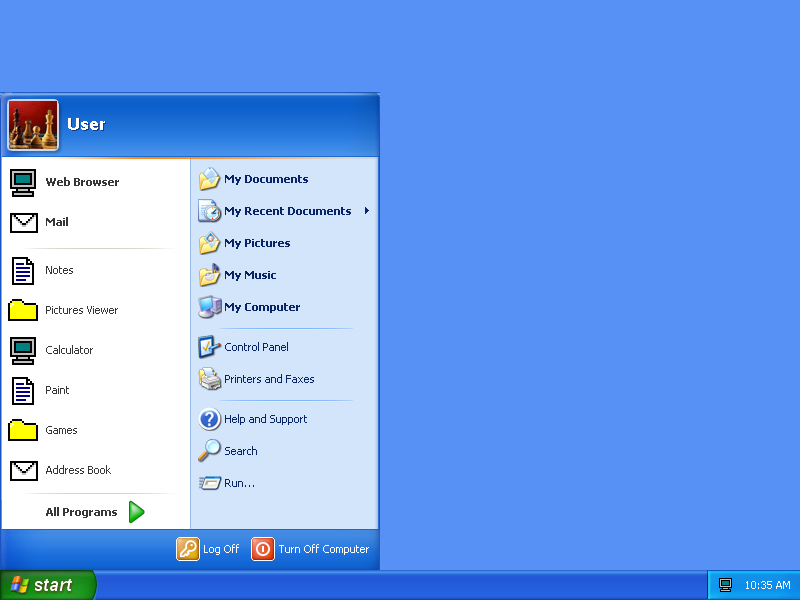 User
Web Browser
Mail
Notes
Pictures Viewer
Calculator
Paint
Games
Address Book
All Programs
My Documents
My Recent Documents
My Pictures
My Music
My Computer
Control Panel
Printers and Faxes
Help and Support
Search
Run...
Log Off
Turn Off Computer
start
10:35 AM